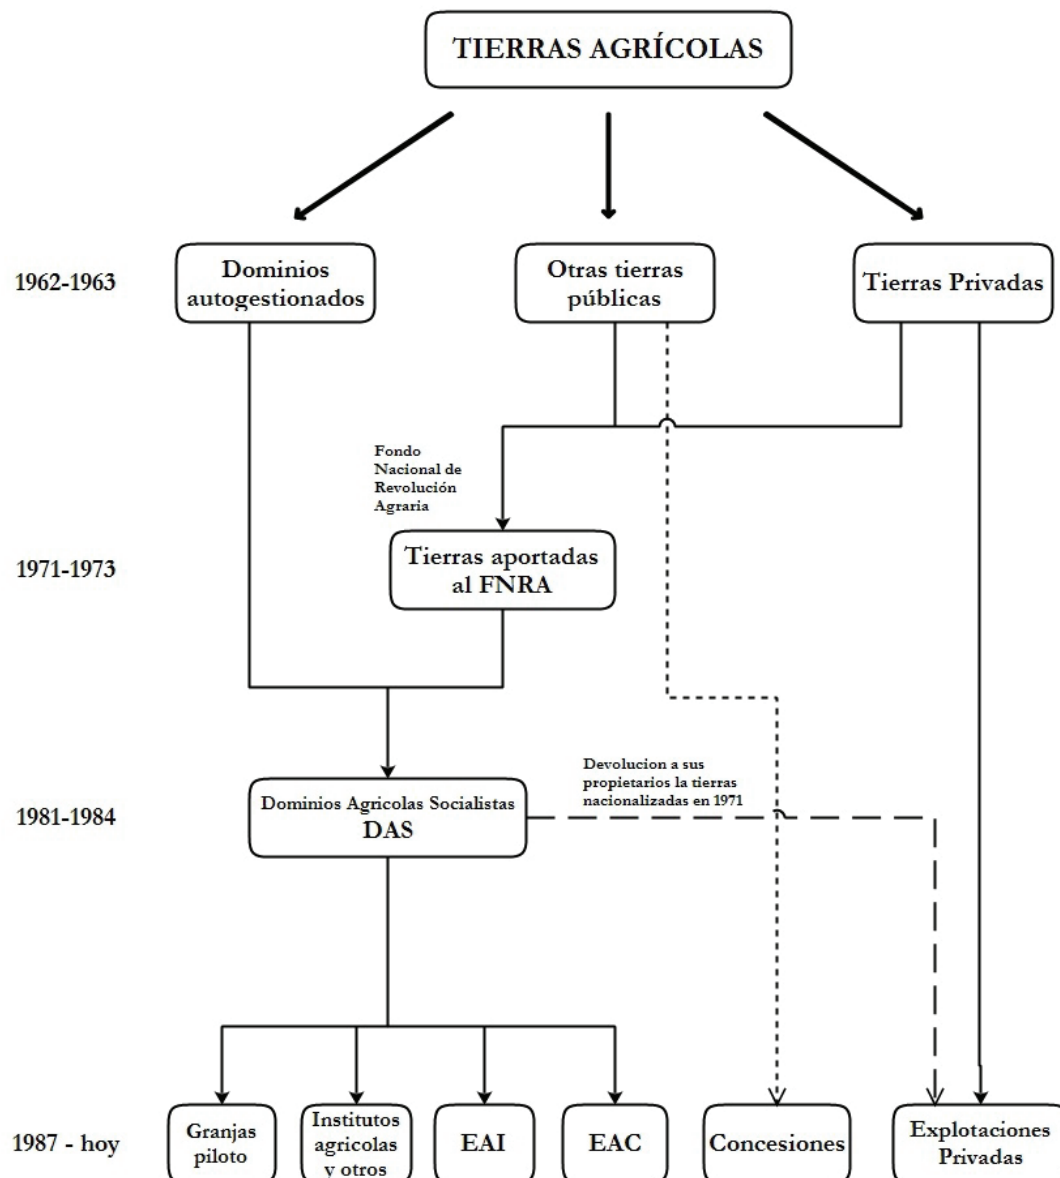 TIERRAS AGRÍCOLAS
1962-1963
Dominios
autogestionados
Otras tierras
públicas
Tierras Privadas
Fondo
Nacional de
Revolución
Agraria
1971-1973
Tierras aportadas
al FNRA
Devolucion a sus
propietarios la tierras
nacionalizadas en 1971
1981-1984
Dominios Agricolas Socialistas
DAS
1987 - hoy
Granjas
piloto
Institutos
agricolas
y otros
EAI
EAC
Concesiones
Explotaciones
Privadas